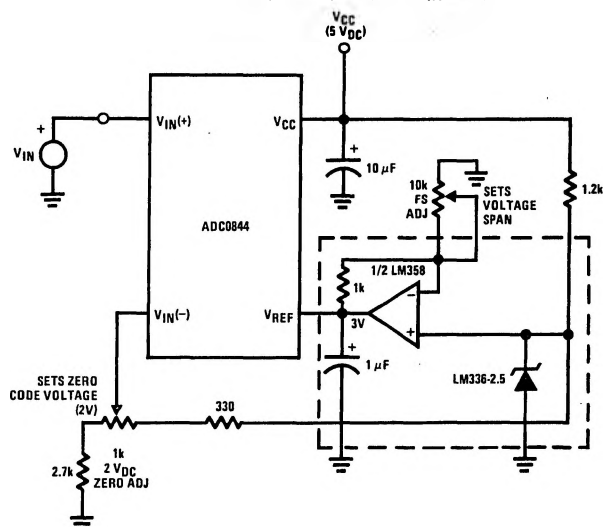 VCC
(5 VDC)
VIN(+)
VCC
+
VIN
+
10 μF
10k
FS
ADJ
SETS
VOLTAGE
SPAN
1.2k
ADC0844
1/2 LM358
1k
−
VIN(−)
VREF
3V
+
+
1 μF
LM336-2.5
SETS ZERO
CODE VOLTAGE
(2V)
330
2.7k
1k
2 VDC
ZERO ADJ